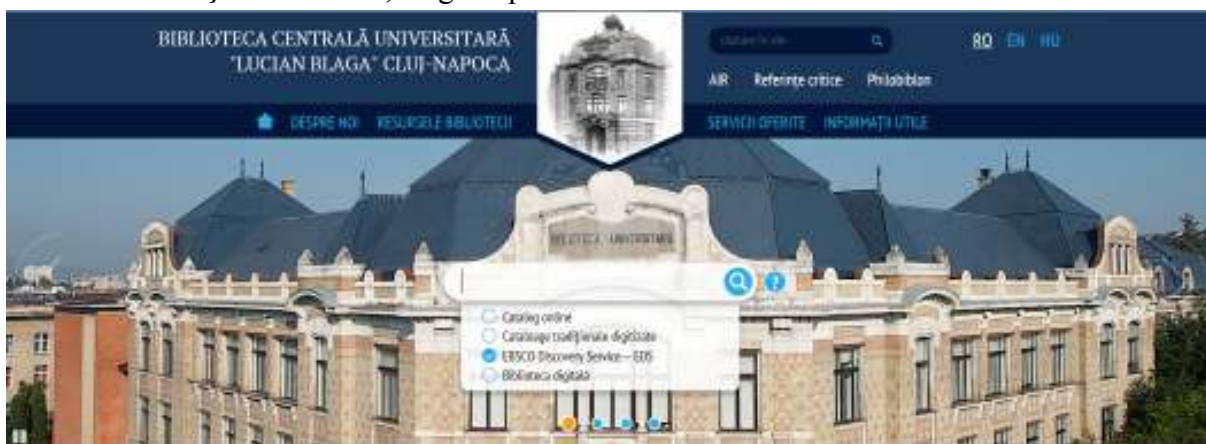 BIBLIOTECA CENTRALĂ UNIVERSITARĂ
"LUCIAN BLAGA" CLUJ-NAPOCA
RO EN HU
AIR Referințe critice Philobiblon
DESPRE NOI RESURSELE BIBLIOTECII SERVICII OFERITE INFORMAȚII UTILE
BIBLIOTECA UNIVERSITARA
?
Catalog online
Cataloage tradiționale digitizate
EBSCO Discovery Service – EDS
Biblioteca digitală